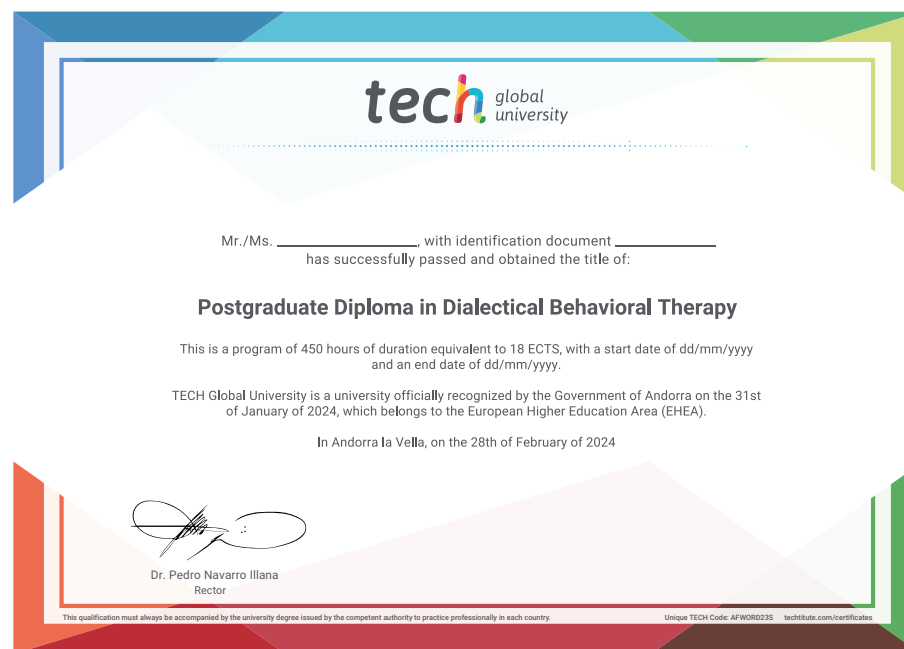 tech global university
Mr./Ms. ____________, with identification document ____________
has successfully passed and obtained the title of:
Postgraduate Diploma in Dialectical Behavioral Therapy
This is a program of 450 hours of duration equivalent to 18 ECTS, with a start date of dd/mm/yyyy
and an end date of dd/mm/yyyy.
TECH Global University is a university officially recognized by the Government of Andorra on the 31st
of January of 2024, which belongs to the European Higher Education Area (EHEA).
In Andorra la Vella, on the 28th of February of 2024
Dr. Pedro Navarro Illana
Rector
This qualification must always be accompanied by the university degree issued by the competent authority to practice professionally in each country.
Unique TECH Code: AFWORD23S techtitute.com/certificates